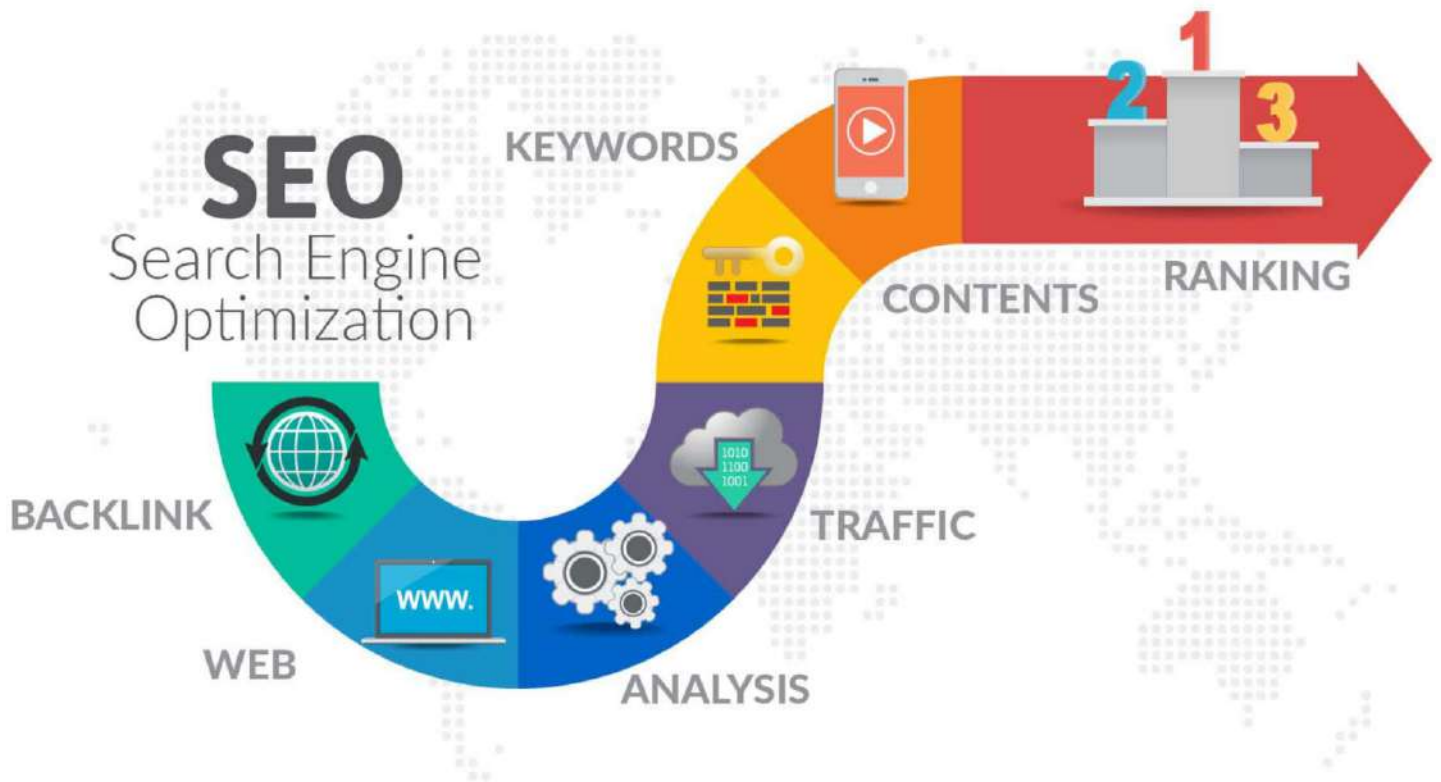 SEO
Search Engine
Optimization
KEYWORDS
2
1
3
CONTENTS
RANKING
BACKLINK
1010
1100
1001
TRAFFIC
WWW.
WEB
ANALYSIS